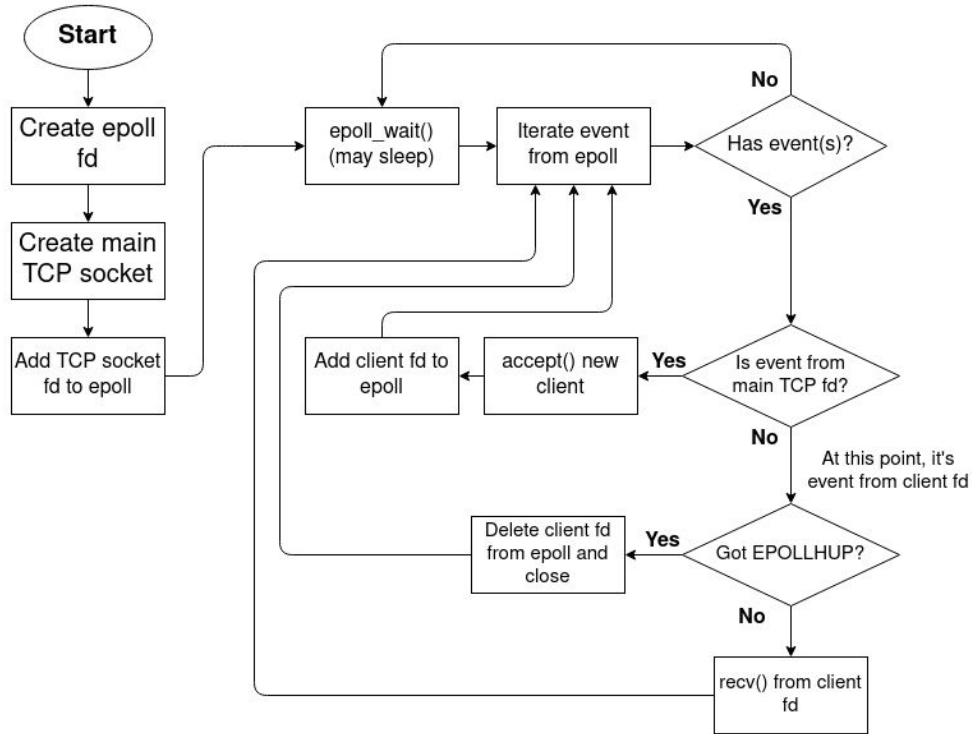 Start
Create epoll
fd
Create main
TCP socket
Add TCP socket
fd to epoll
epoll_wait()
(may sleep)
Iterate event
from epoll
No
Has event(s)?
Yes
Is event from
main TCP fd?
Yes
accept() new
client
Add client fd to
epoll
No
At this point, it's
event from client fd
Got EPOLLHUP?
Yes
Delete client fd
from epoll and
close
No
recv() from client
fd